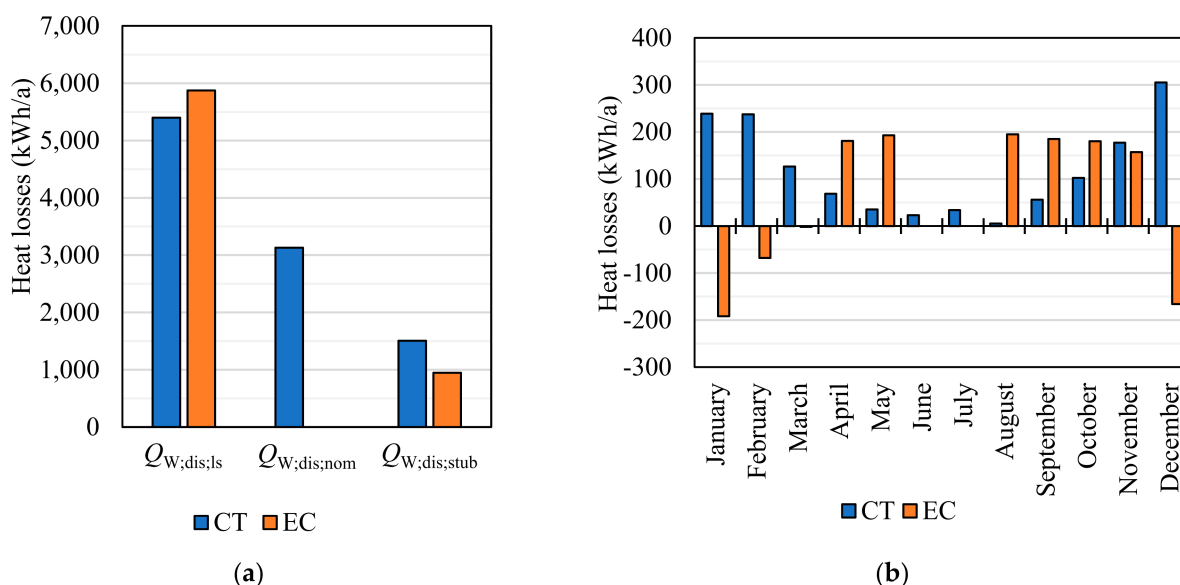 7,000
6,000
5,000
4,000
3,000
2,000
1,000
0
Heat losses (kWh/a)
QW;dis;ls
QW;dis;nom
QW;dis;stub
CT
EC
(a)
400
300
200
100
0
-100
-200
-300
Heat losses (kWh/a)
January
February
March
April
May
June
July
August
September
October
November
December
CT
EC
(b)